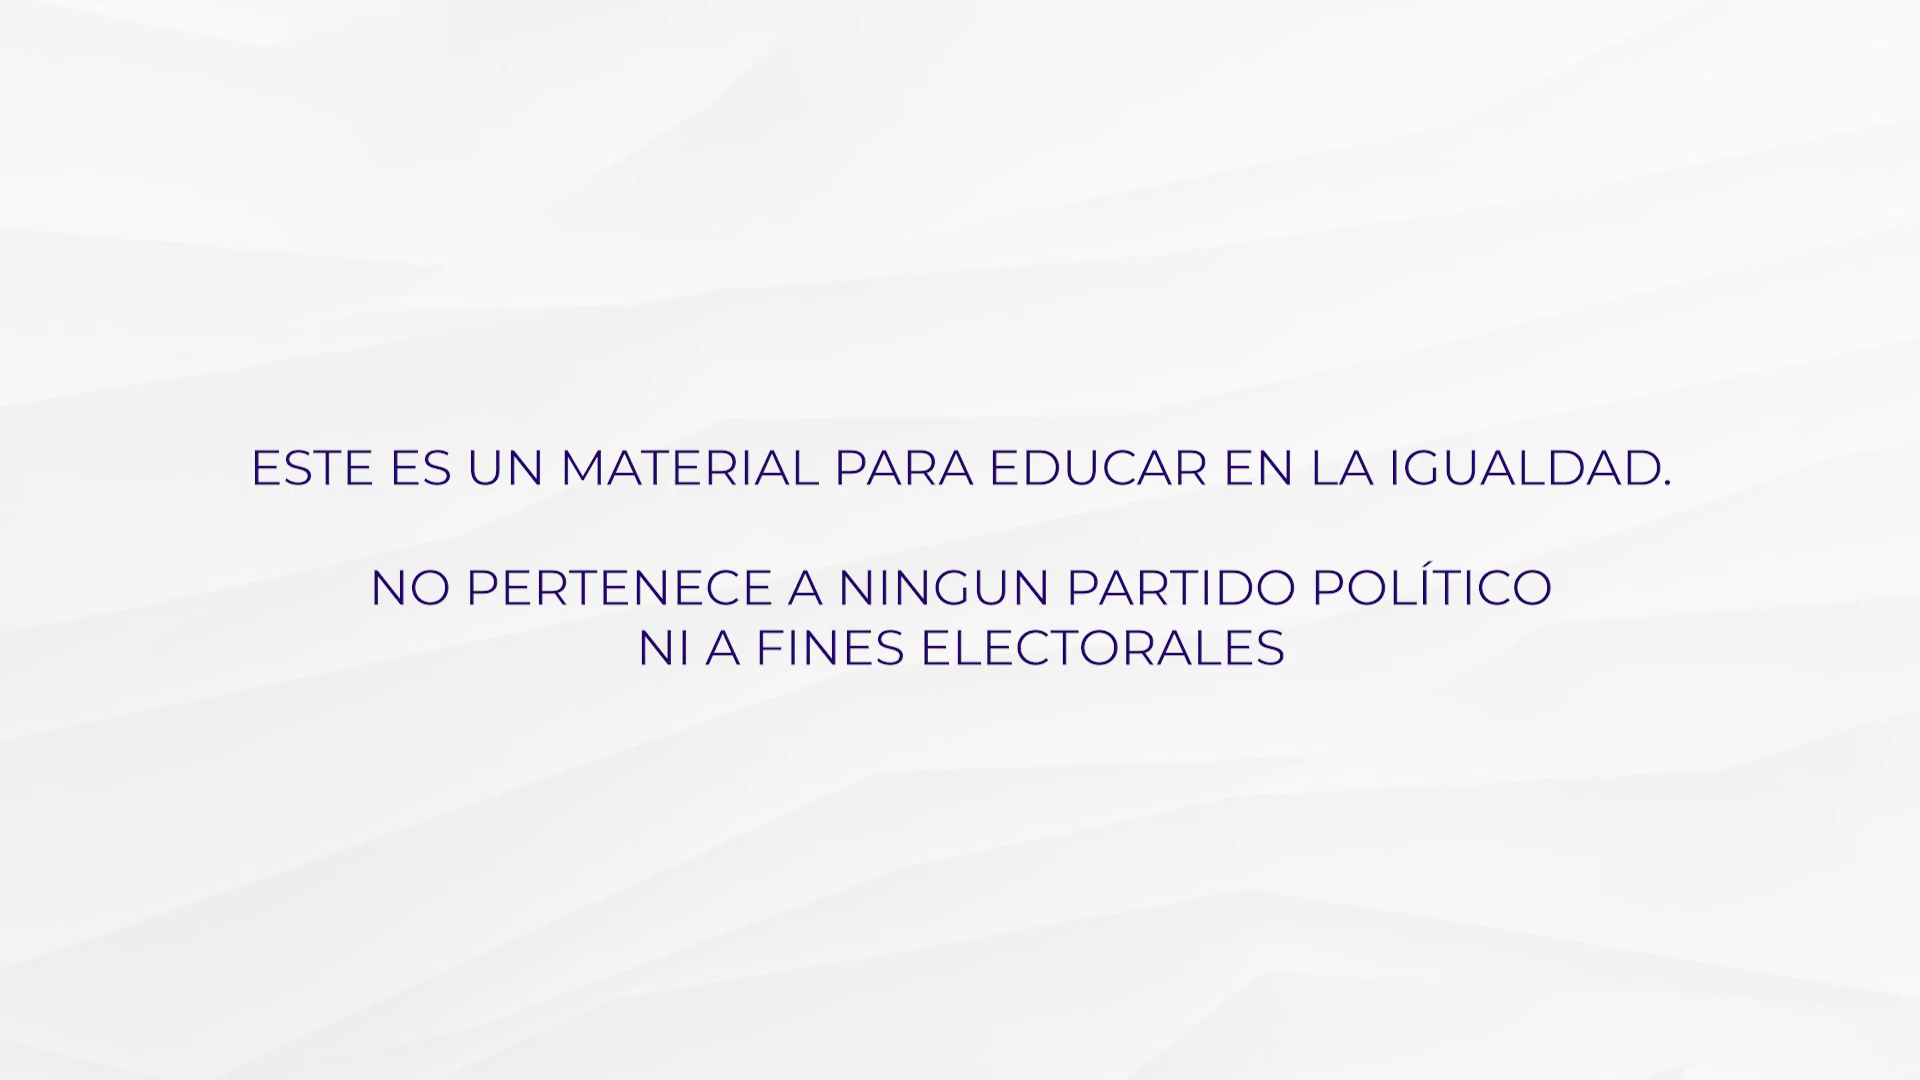 ESTE ES UN MATERIAL PARA EDUCAR EN LA IGUALDAD.
NO PERTENECE A NINGUN PARTIDO POLÍTICO
NI A FINES ELECTORALES